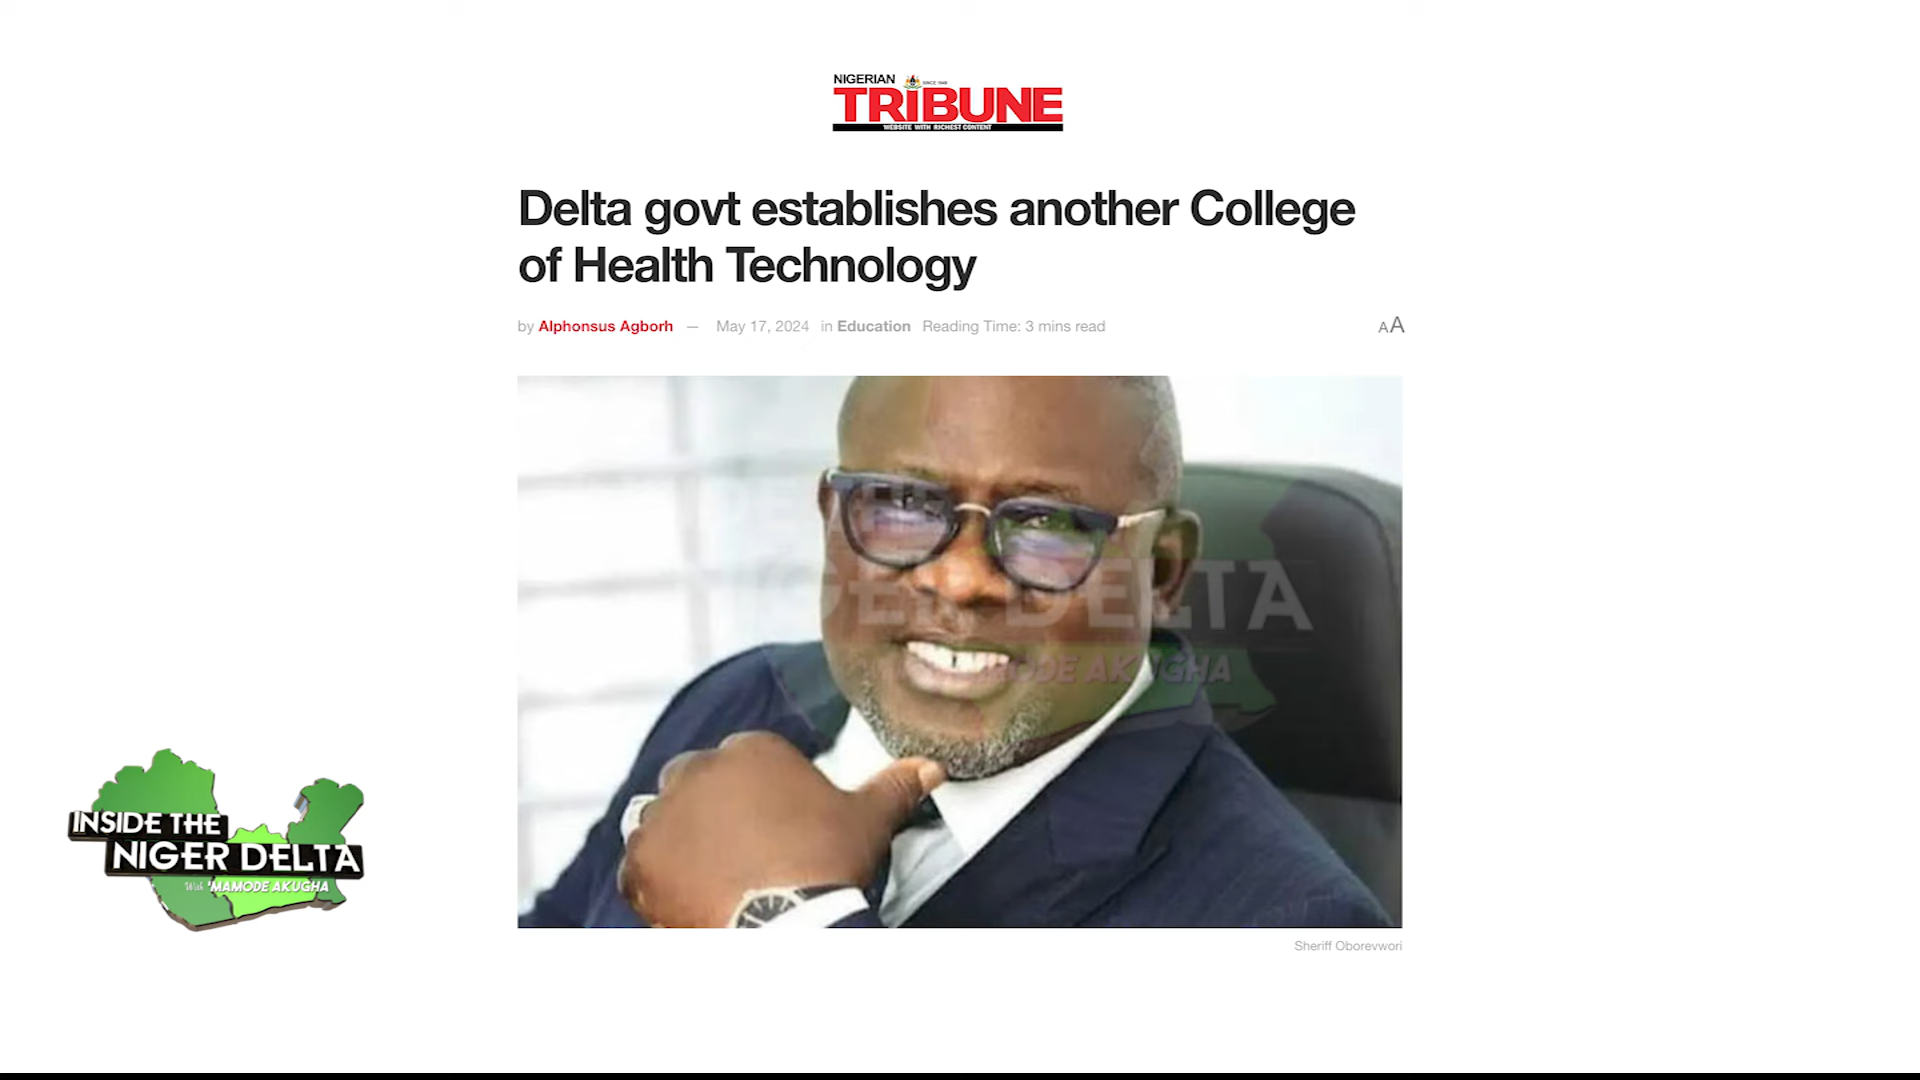 NIGERIAN
SINCE 1949
TRIBUNE
WEBSITE WITH RICHEST CONTENT
Delta govt establishes another College
of Health Technology
by Alphonsus Agborh — May 17, 2024 in Education Reading Time: 3 mins read
AA
DELTA
AKUGHA
Sheriff Oborevwori
INSIDE THE
NIGER DELTA
With 'MAMODE AKUGHA